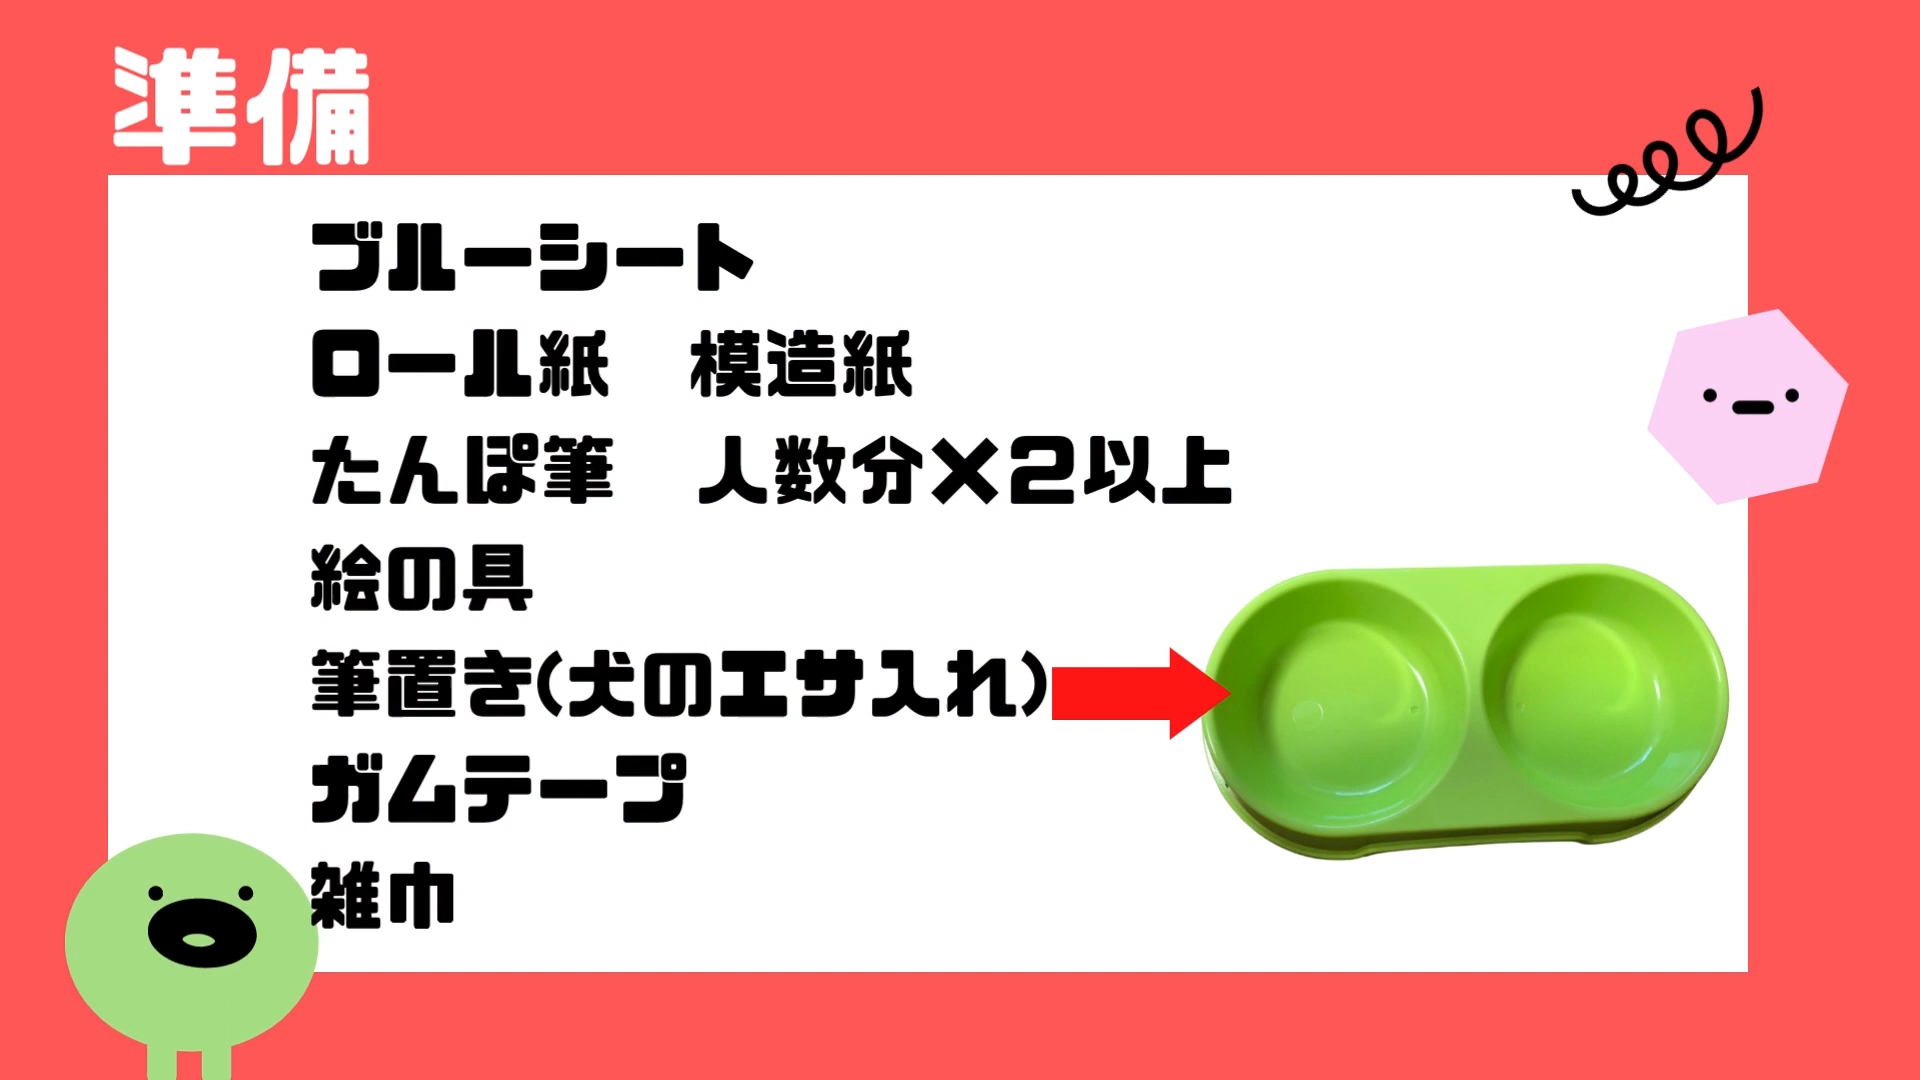 準備
ブルーシート
ロール紙　模造紙
たんぽ筆　人数分×2以上
絵の具
筆置き(犬のエサ入れ)
ガムテープ
雑巾